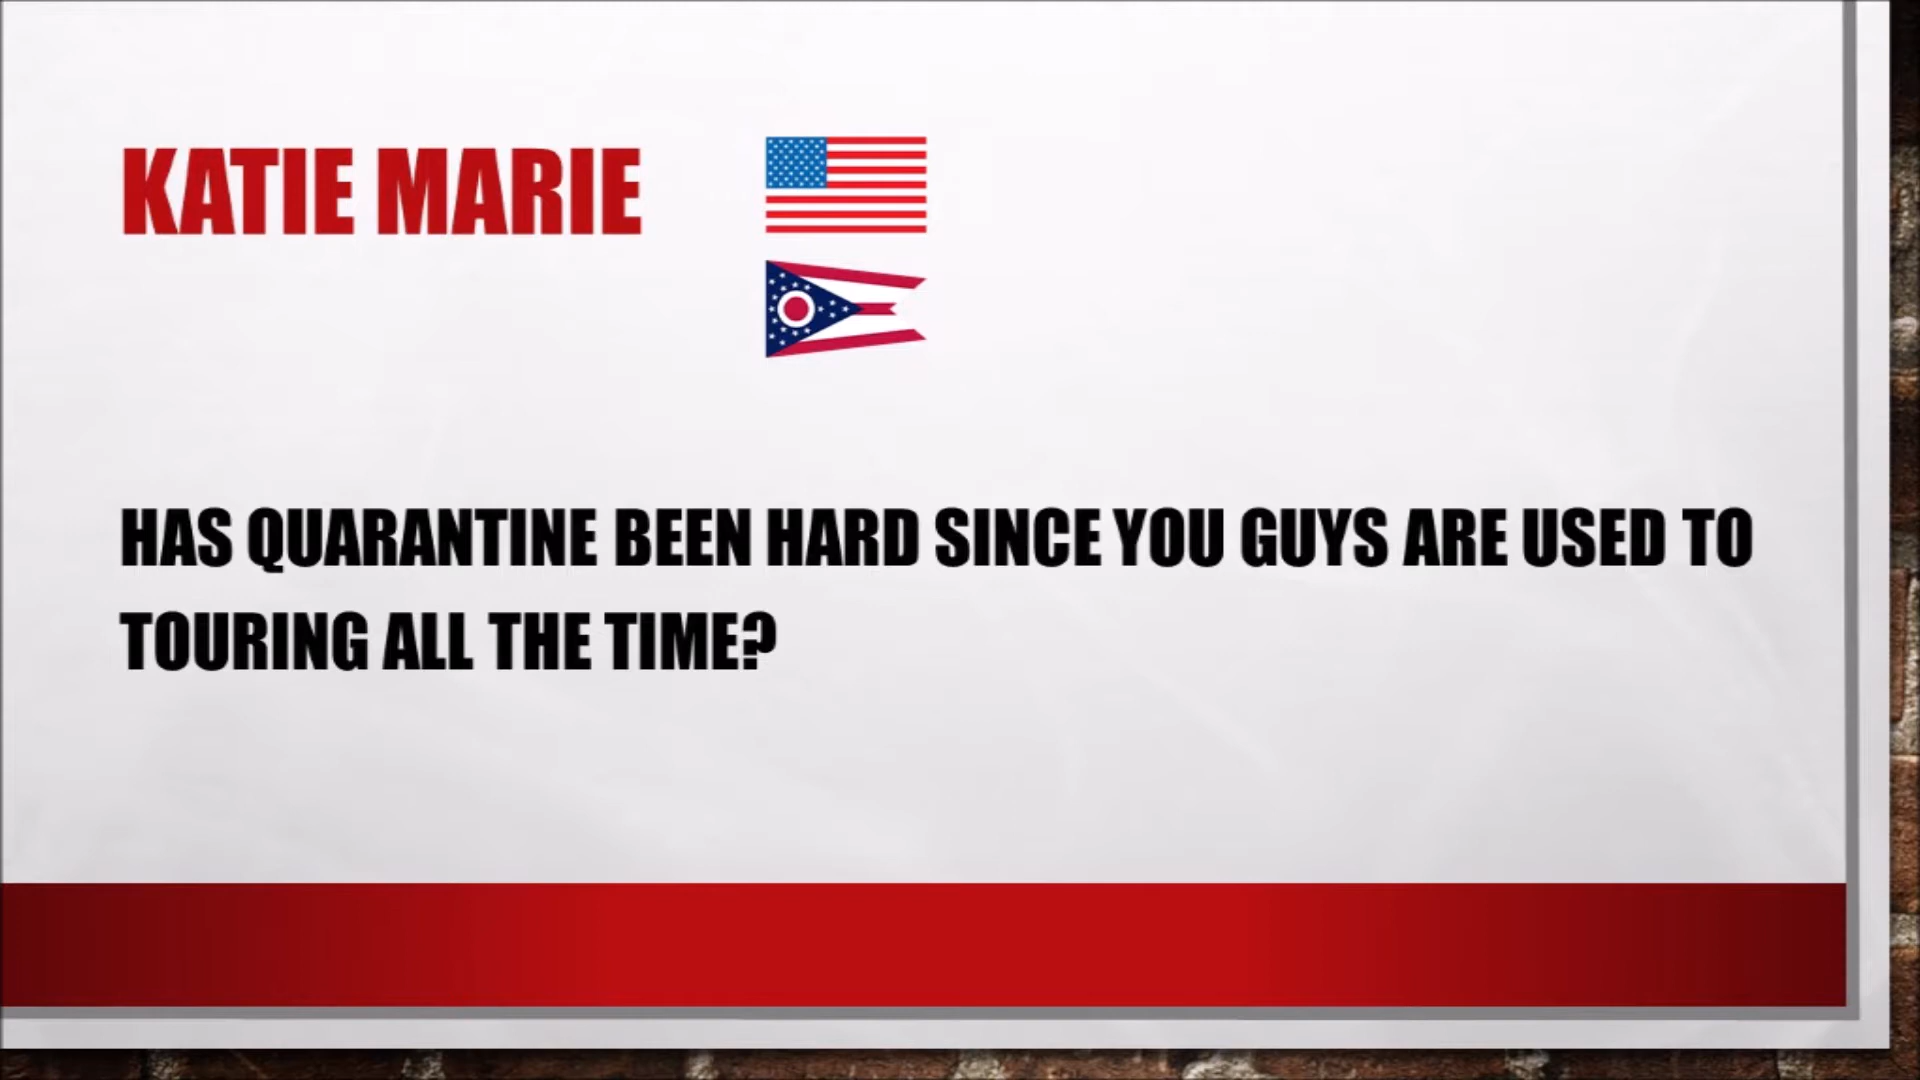 KATIE MARIE
HAS QUARANTINE BEEN HARD SINCE YOU GUYS ARE USED TO
TOURING ALL THE TIME?